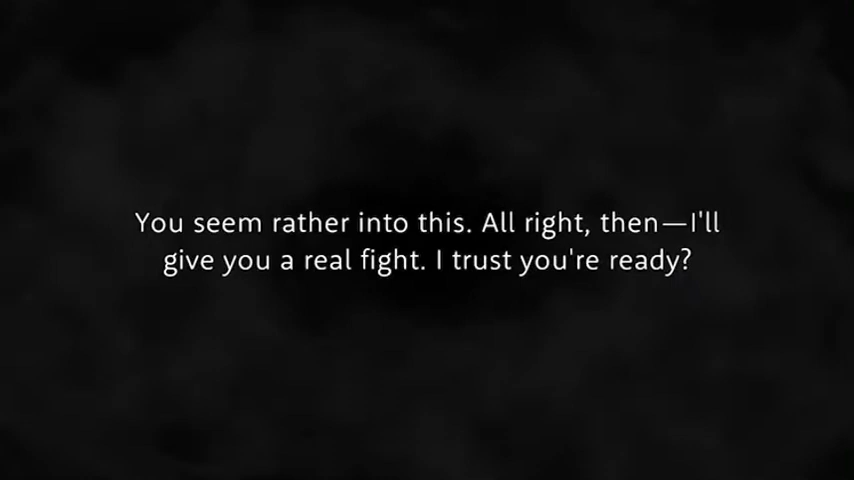 You seem rather into this. All right, then—I'll
give you a real fight. I trust you're ready?